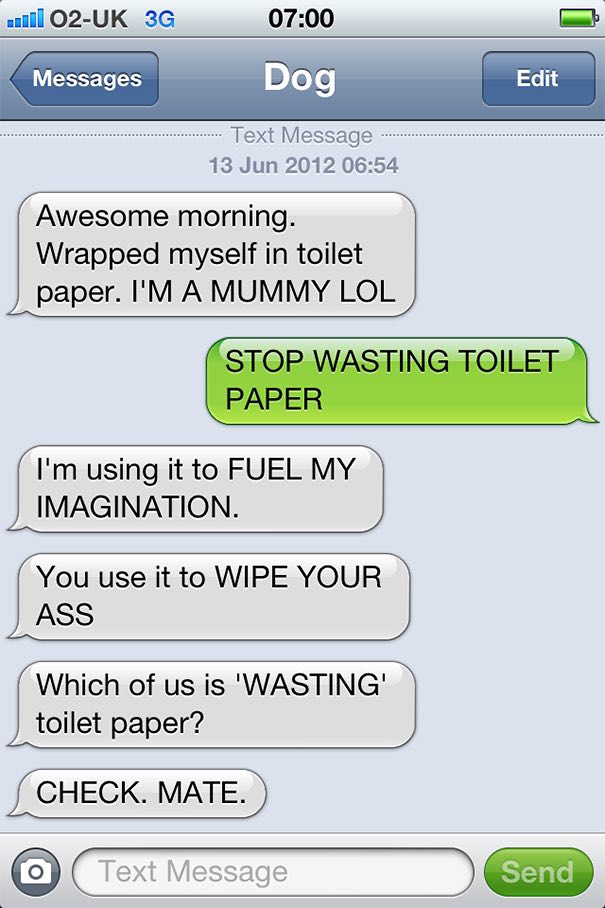 O2-UK 3G 07:00
Messages Dog Edit
Text Message
13 Jun 2012 06:54
Awesome morning.
Wrapped myself in toilet
paper. I'M A MUMMY LOL
STOP WASTING TOILET
PAPER
I'm using it to FUEL MY
IMAGINATION.
You use it to WIPE YOUR
ASS
Which of us is 'WASTING'
toilet paper?
CHECK. MATE.
Text Message Send